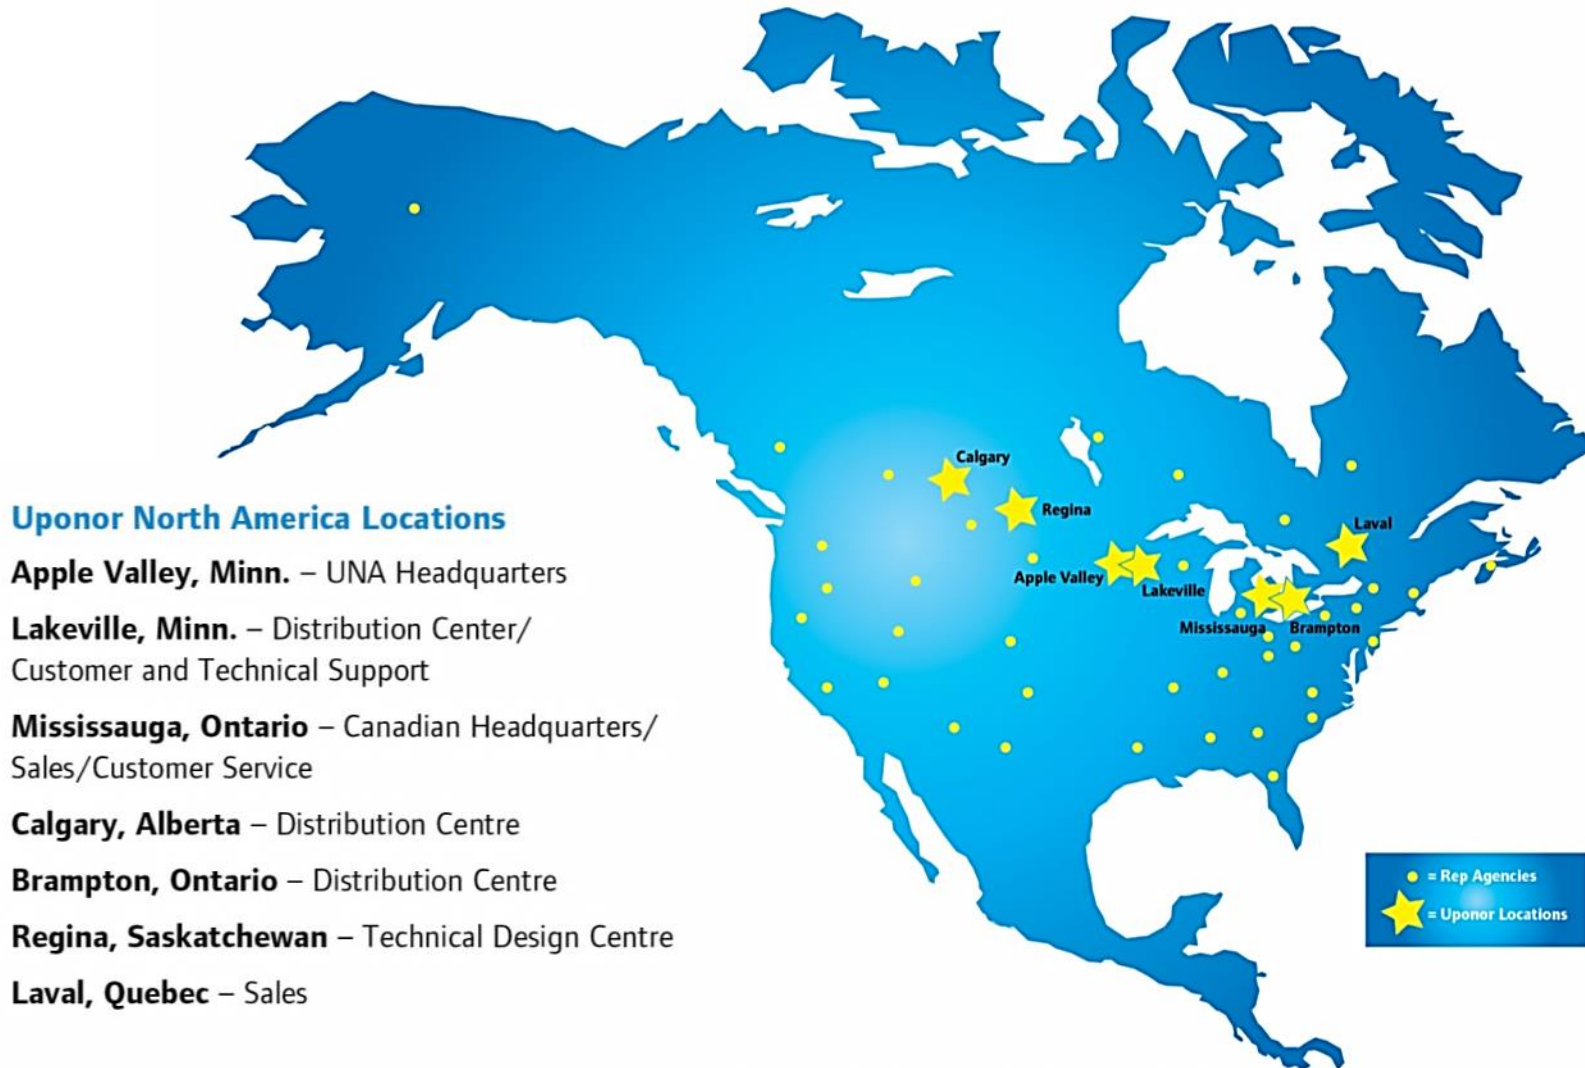 Uponor North America Locations
Apple Valley, Minn. – UNA Headquarters
Lakeville, Minn. – Distribution Center/
Customer and Technical Support
Mississauga, Ontario – Canadian Headquarters/
Sales/Customer Service
Calgary, Alberta – Distribution Centre
Brampton, Ontario – Distribution Centre
Regina, Saskatchewan – Technical Design Centre
Laval, Quebec – Sales
Calgary
Regina
Laval
Apple Valley
Lakeville
Mississauga
Brampton
= Rep Agencies
= Uponor Locations